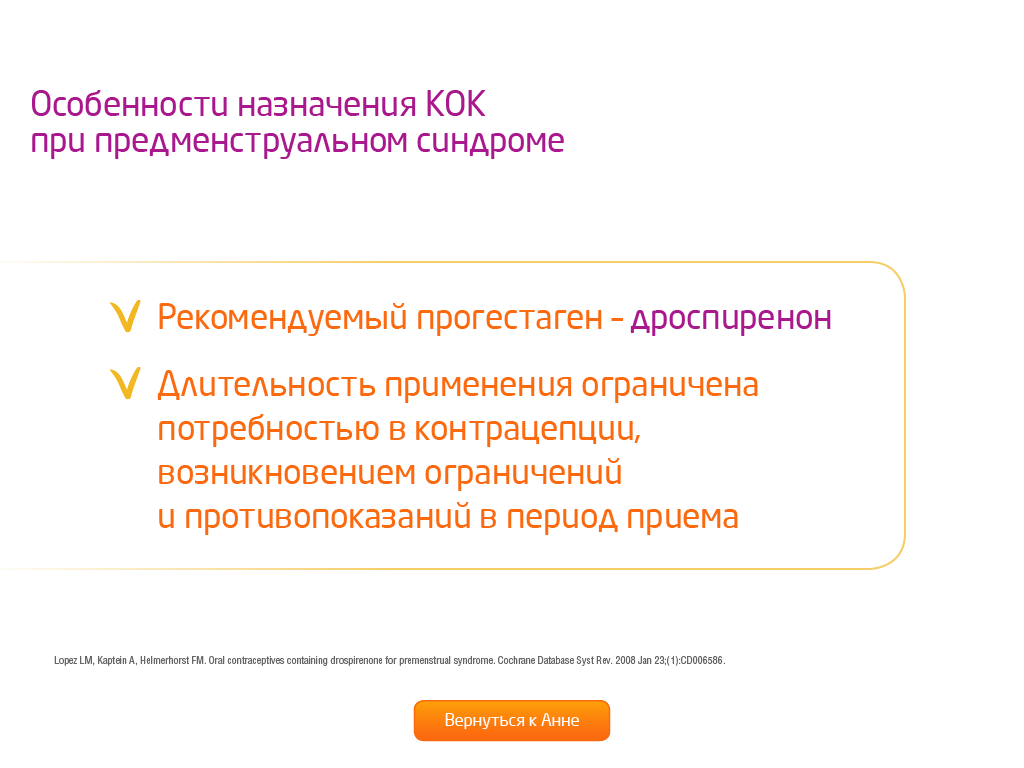 Особенности назначения КОК
при предменструальном синдроме
Рекомендуемый прогестаген – дроспиренон
Длительность применения ограничена
потребностью в контрацепции,
возникновением ограничений
и противопоказаний в период приема
Lopez LM, Kaptein A, Helmerhorst FM. Oral contraceptives containing drospirenone for premenstrual syndrome. Cochrane Database Syst Rev. 2008 Jan 23;(1):CD006586.
Вернуться к Анне